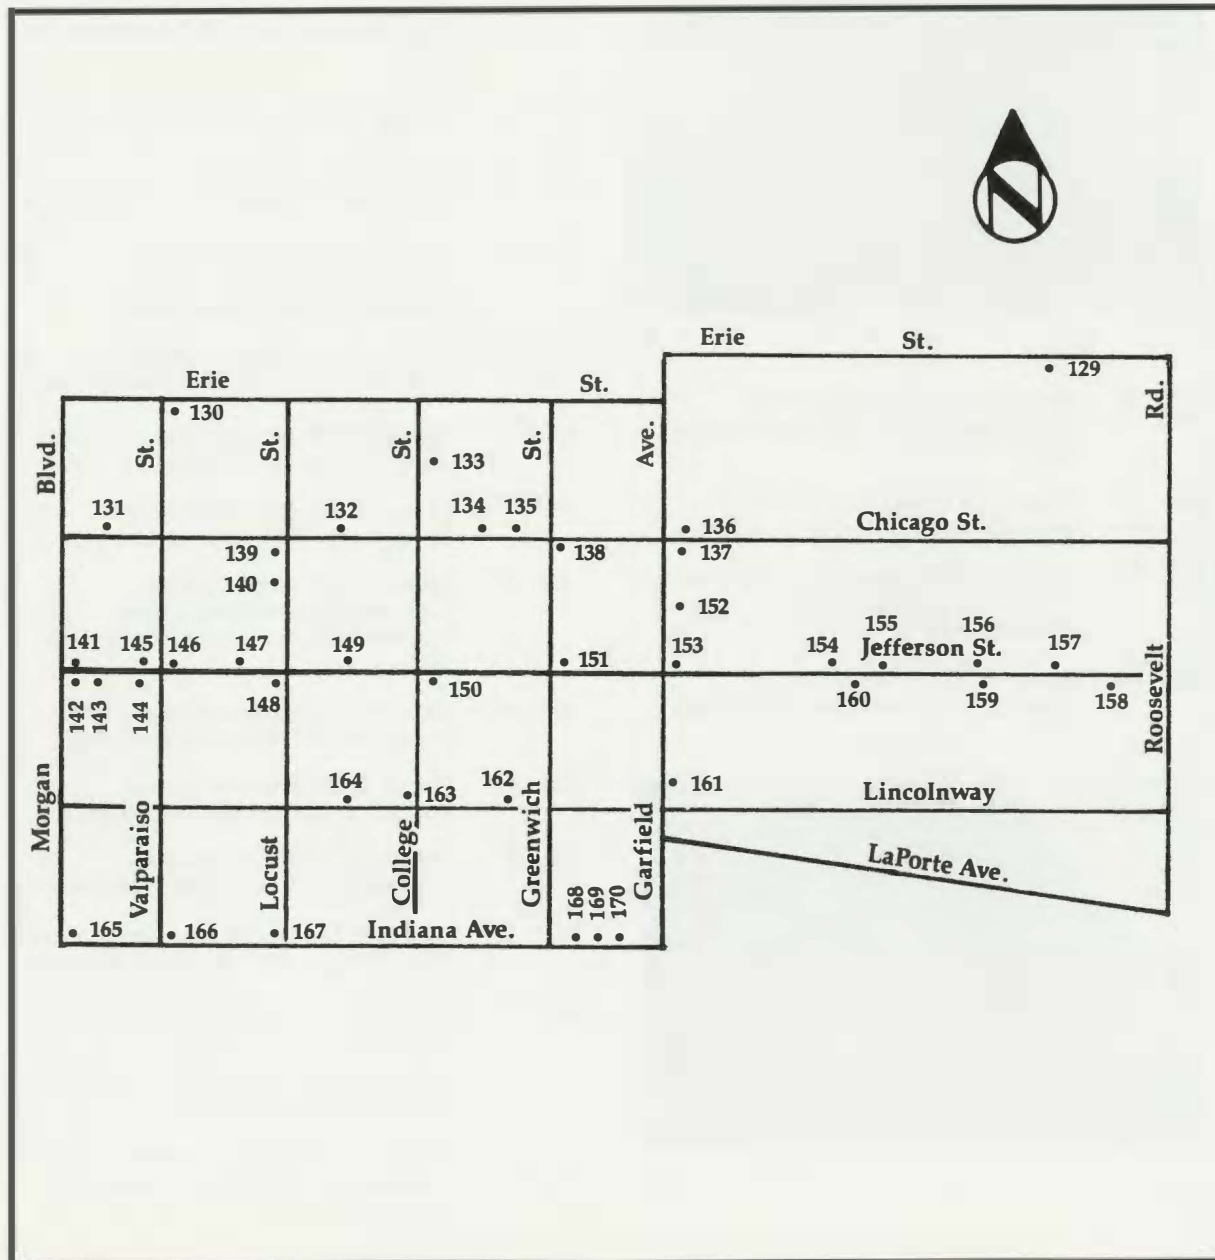 N
Erie St.
129
Erie St.
130
Blvd.
St.
St.
St.
St.
Ave.
Rd.
133
131
132
134
135
136
Chicago St.
139
138
137
140
152
141
145
146
147
149
151
153
154
155
Jefferson St.
156
157
142
143
144
148
150
160
159
158
Roosevelt
164
163
162
161
Lincolnway
Morgan
Valparaiso
Locust
College
Greenwich
Garfield
LaPorte Ave.
165
166
167
Indiana Ave.
168
169
170